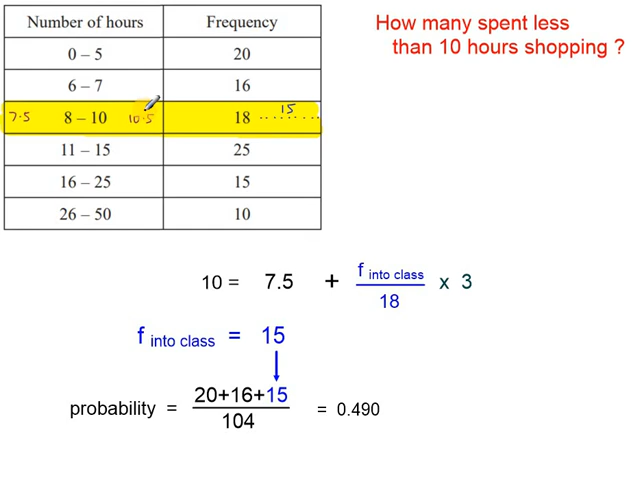 Number of hours Frequency
How many spent less
than 10 hours shopping ?
0 – 5 20
6 – 7 16
7.5 8 – 10 10.5 18 ........ 15
11 – 15 25
16 – 25 15
26 – 50 10
10 = 7.5 + f into class / 18 x 3
f into class = 15
probability = 20+16+15 / 104 = 0.490